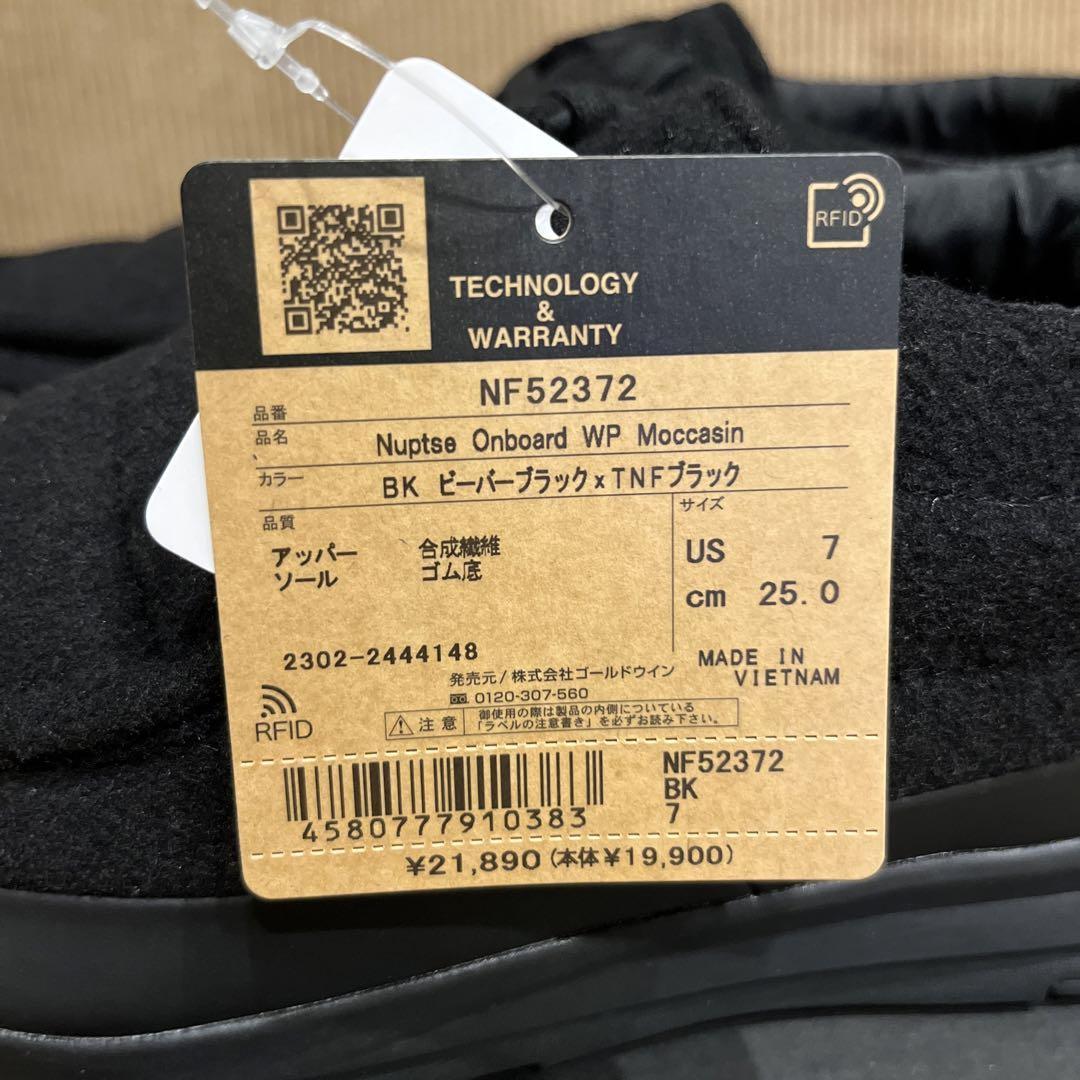 RFID
TECHNOLOGY
&
WARRANTY
品番 NF52372
品名 Nuptse Onboard WP Moccasin
カラー BK ビーバーブラックxTNFブラック
品質
アッパー 合成繊維
ソール ゴム底
サイズ
US 7
cm 25.0
2302-2444148
発売元/株式会社ゴールドウイン
0120-307-560
MADE IN
VIETNAM
RFID
注意
御使用の際は製品の内側についている
「ラベルの注意書き」を必ずお読み下さい。
4580777910383
NF52372
BK
7
¥21,890(本体¥19,900)